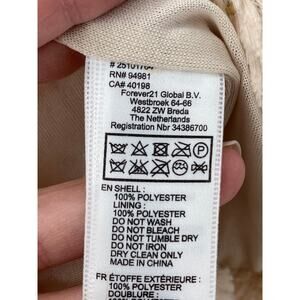 # 25101764
RN# 94981
CA# 40198
Forever21 Global B.V.
Westbroek 64-66
4822 ZW Breda
The Netherlands
Registration Nbr 34386700
P
EN SHELL :
100% POLYESTER
LINING :
100% POLYESTER
DO NOT WASH
DO NOT BLEACH
DO NOT TUMBLE DRY
DO NOT IRON
DRY CLEAN ONLY
MADE IN CHINA
FR ÉTOFFE EXTÉRIEURE :
100% POLYESTER
DOUBLURE :